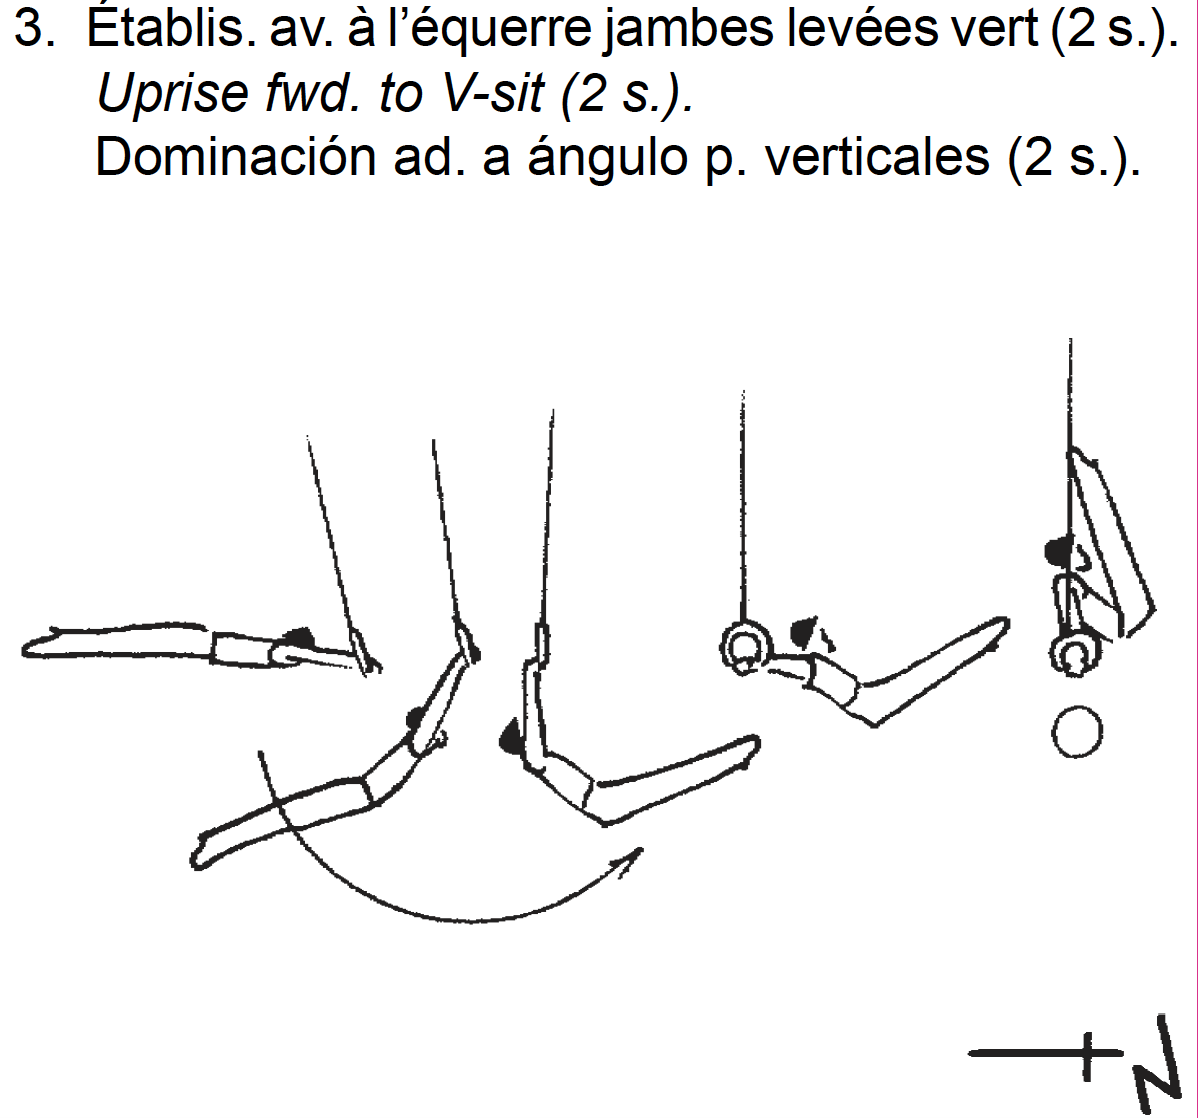 3. Établis. av. à l’équerre jambes levées vert (2 s.).
Uprise fwd. to V-sit (2 s.).
Dominación ad. a ángulo p. verticales (2 s.).